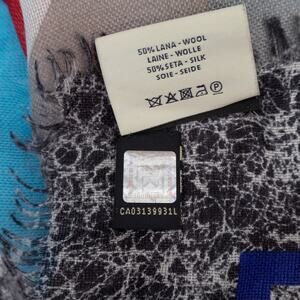 50% LANA - WOOL
LAINE - WOLLE
50% SETA - SILK
SOIE - SEIDE
CA03139931L